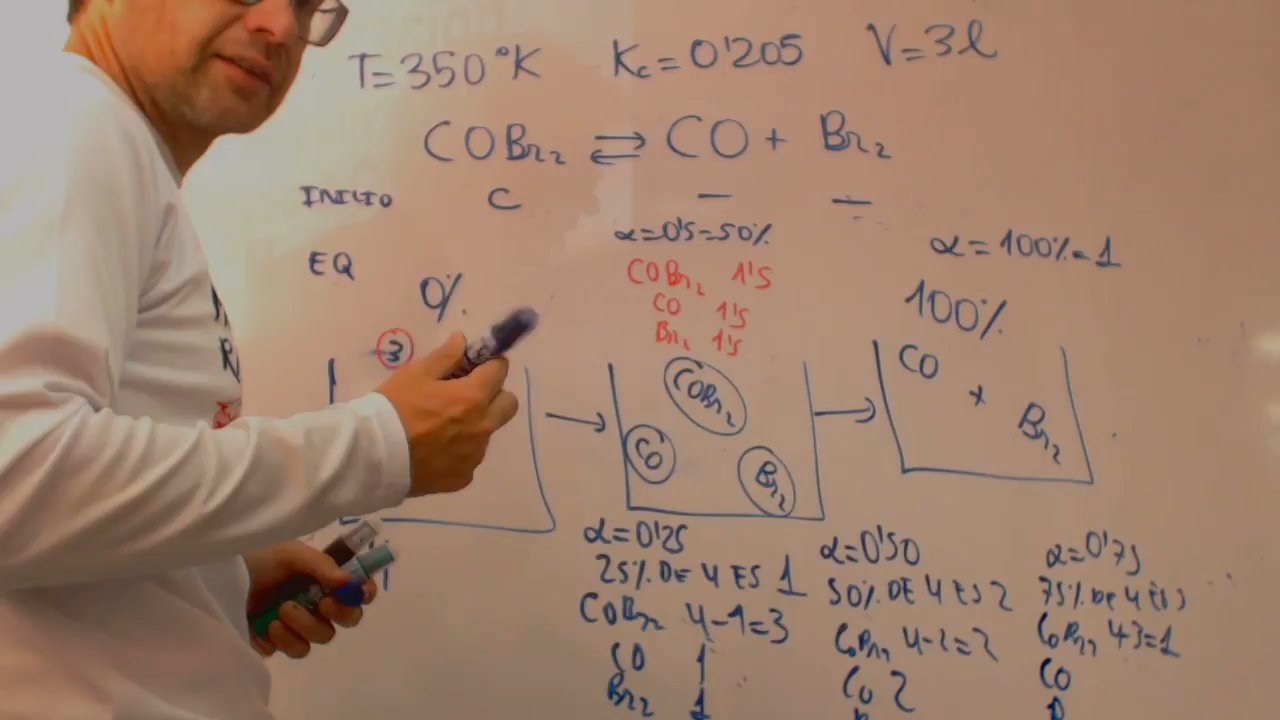 T=350°K Kc=0'205 V=3l
COBr2 ⇄ CO + Br2
INICIO C — —
EQ
0%
3
α=0'5=50%
COBr2 1'5
CO 1'5
Br2 1'5
α=100%=1
100%
COBr2
CO
Br2
CO
+
Br2
α=0'25
25% DE 4 ES 1
COBr2 4-1=3
CO 1
Br2 1
α=0'50
50% DE 4 ES 2
COBr2 4-2=2
CO 2
α=0'75
75% DE 4 ES 3
COBr2 4-3=1
CO